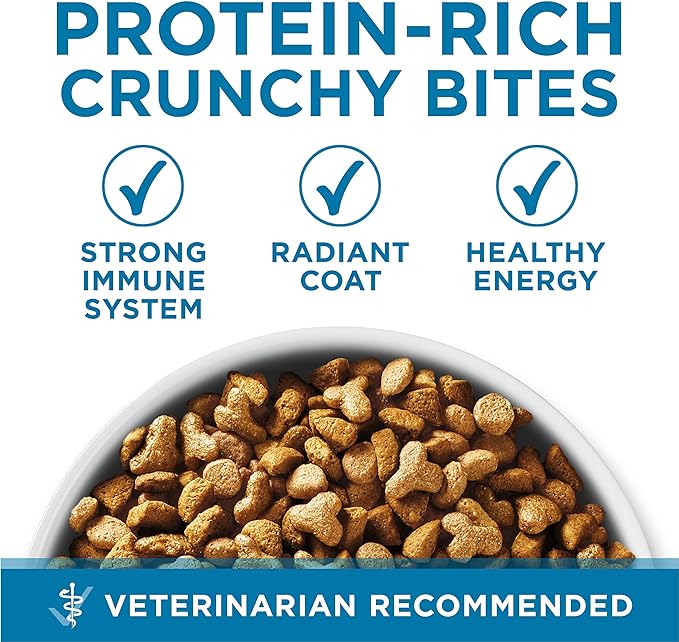 PROTEIN-RICH
CRUNCHY BITES
STRONG
IMMUNE
SYSTEM
RADIANT
COAT
HEALTHY
ENERGY
VETERINARIAN RECOMMENDED